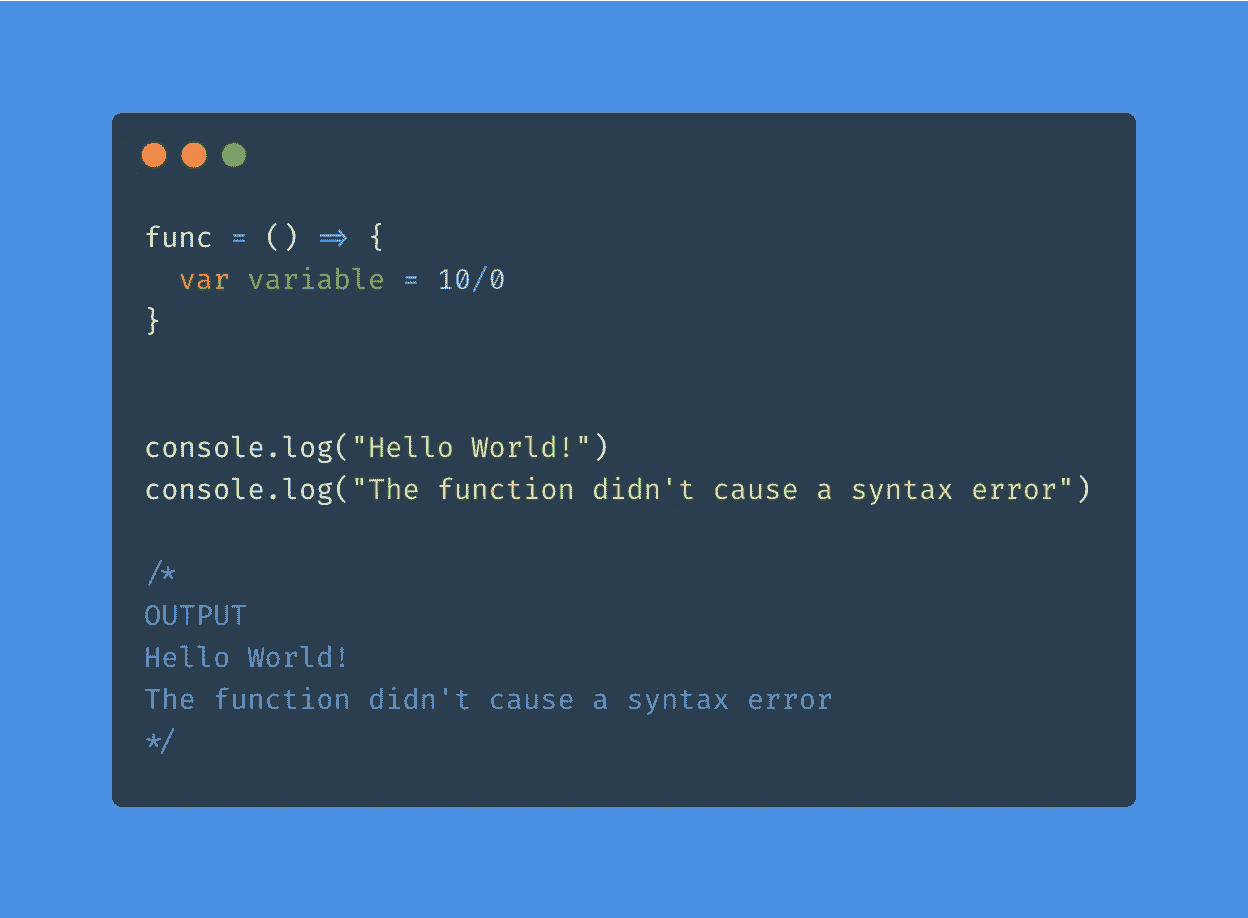 func = () => {
  var variable = 10/0
}
console.log("Hello World!")
console.log("The function didn't cause a syntax error")
/*
OUTPUT
Hello World!
The function didn't cause a syntax error
*/